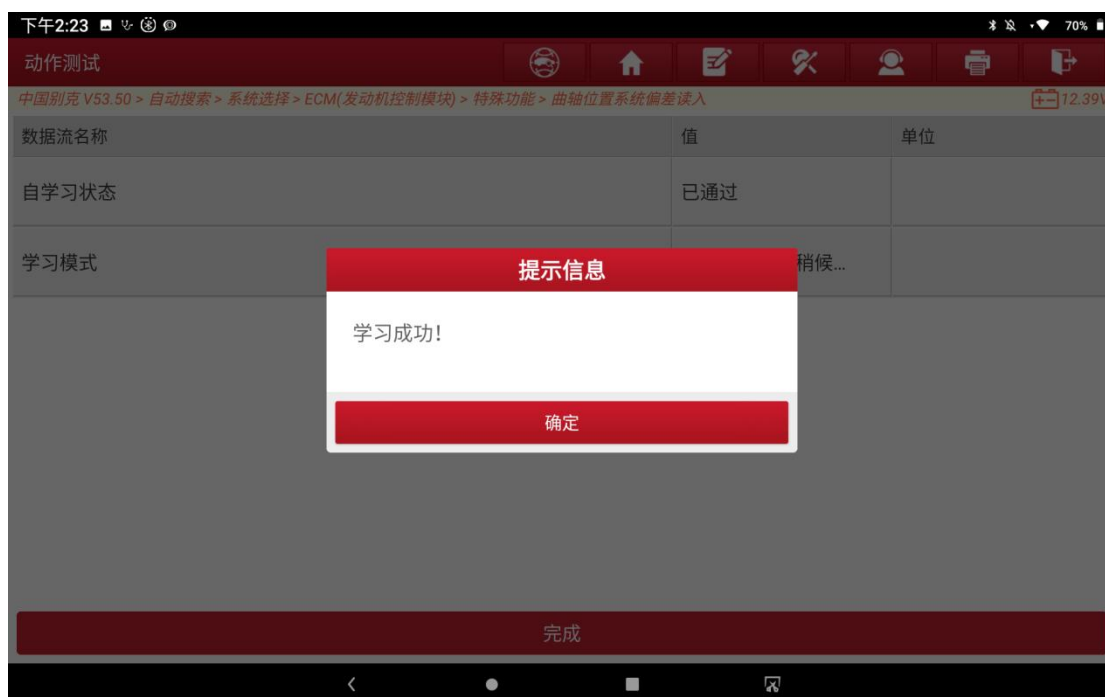 下午2:23
70%
动作测试
中国别克 V53.50 > 自动搜索 > 系统选择 > ECM(发动机控制模块) > 特殊功能 > 曲轴位置系统偏差读入
12.39V
数据流名称 值 单位
自学习状态 已通过
学习模式 稍候...
提示信息
学习成功!
确定
完成